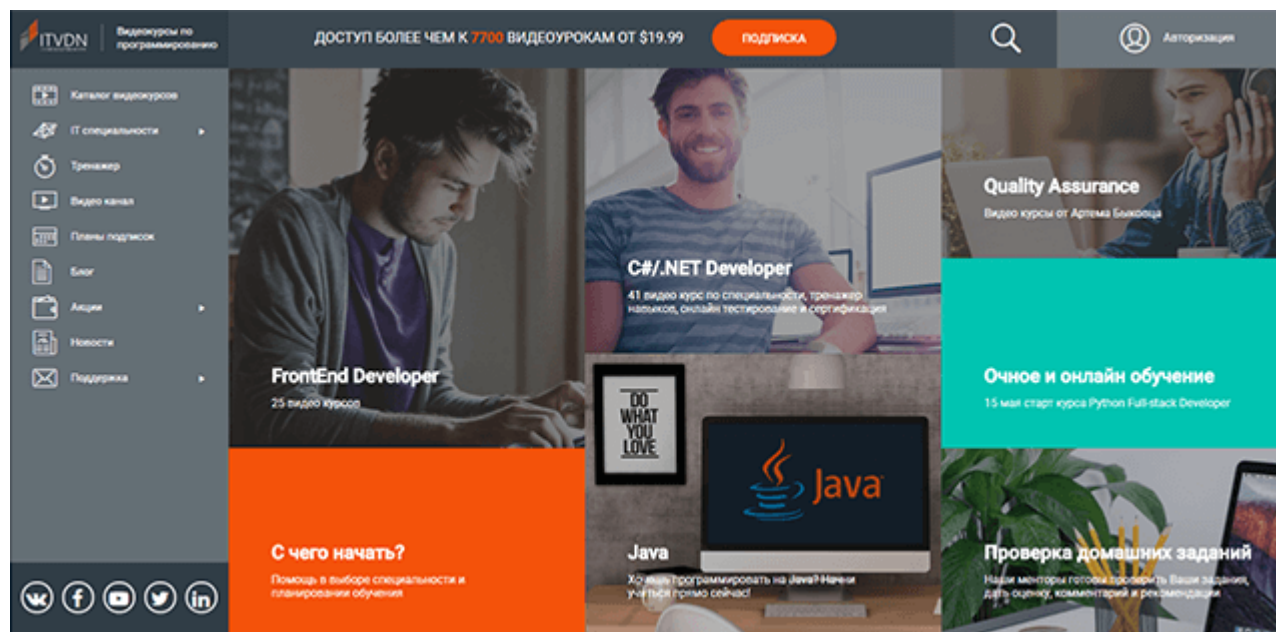 ITVDN
Видеокурсы по
программированию
ДОСТУП БОЛЕЕ ЧЕМ К 7700 ВИДЕОУРОКАМ ОТ $19.99
ПОДПИСКА
Авторизация
Каталог видеокурсов
IT специальности
Тренажер
Видео канал
Планы подписок
Блог
Акции
Новости
Поддержка
FrontEnd Developer
25 видео курсов
С чего начать?
Помощь в выборе специальности и
планировании обучения
C#/.NET Developer
41 видео курс по специальности, тренажер
навыков, онлайн тестирование и сертификация
DO
WHAT
YOU
LOVE
Java
Java
Хочешь программировать на Java? Начни
учиться прямо сейчас!
Quality Assurance
Видео курсы от Артема Быковца
Очное и онлайн обучение
15 мая старт курса Python Full-stack Developer
Проверка домашних заданий
Наши менторы готовы проверить Ваши задания,
дать оценку, комментарий и рекомендации